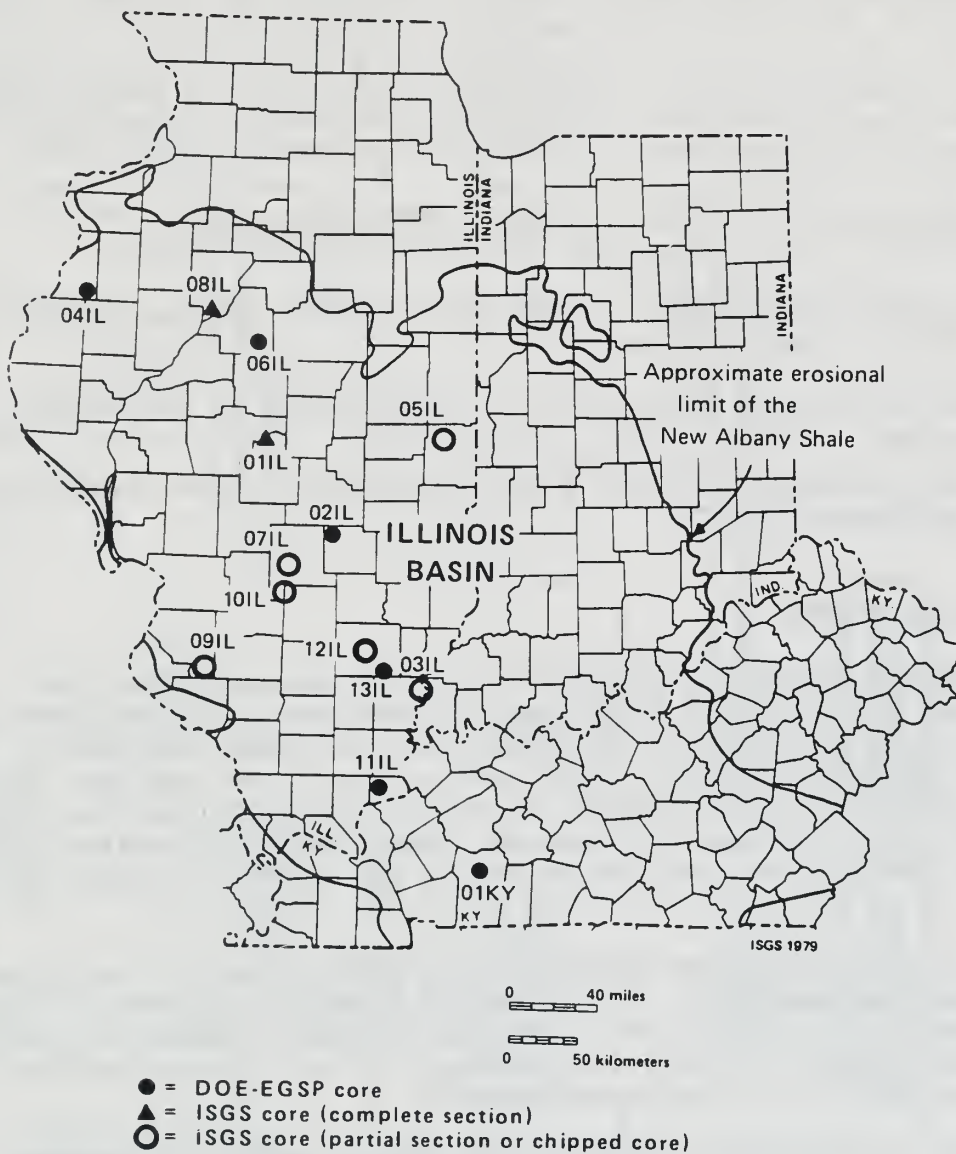 ILLINOIS
INDIANA
INDIANA
04IL
08IL
06IL
Approximate erosional
limit of the
New Albany Shale
05IL
01IL
02IL
ILLINOIS
BASIN
07IL
10IL
IND.
KY.
09IL
12IL
03IL
13IL
11IL
ILL
KY
01KY
KY
ISGS 1979
0 40 miles
0 50 kilometers
● = DOE-EGSP core
▲ = ISGS core (complete section)
O = ISGS core (partial section or chipped core)